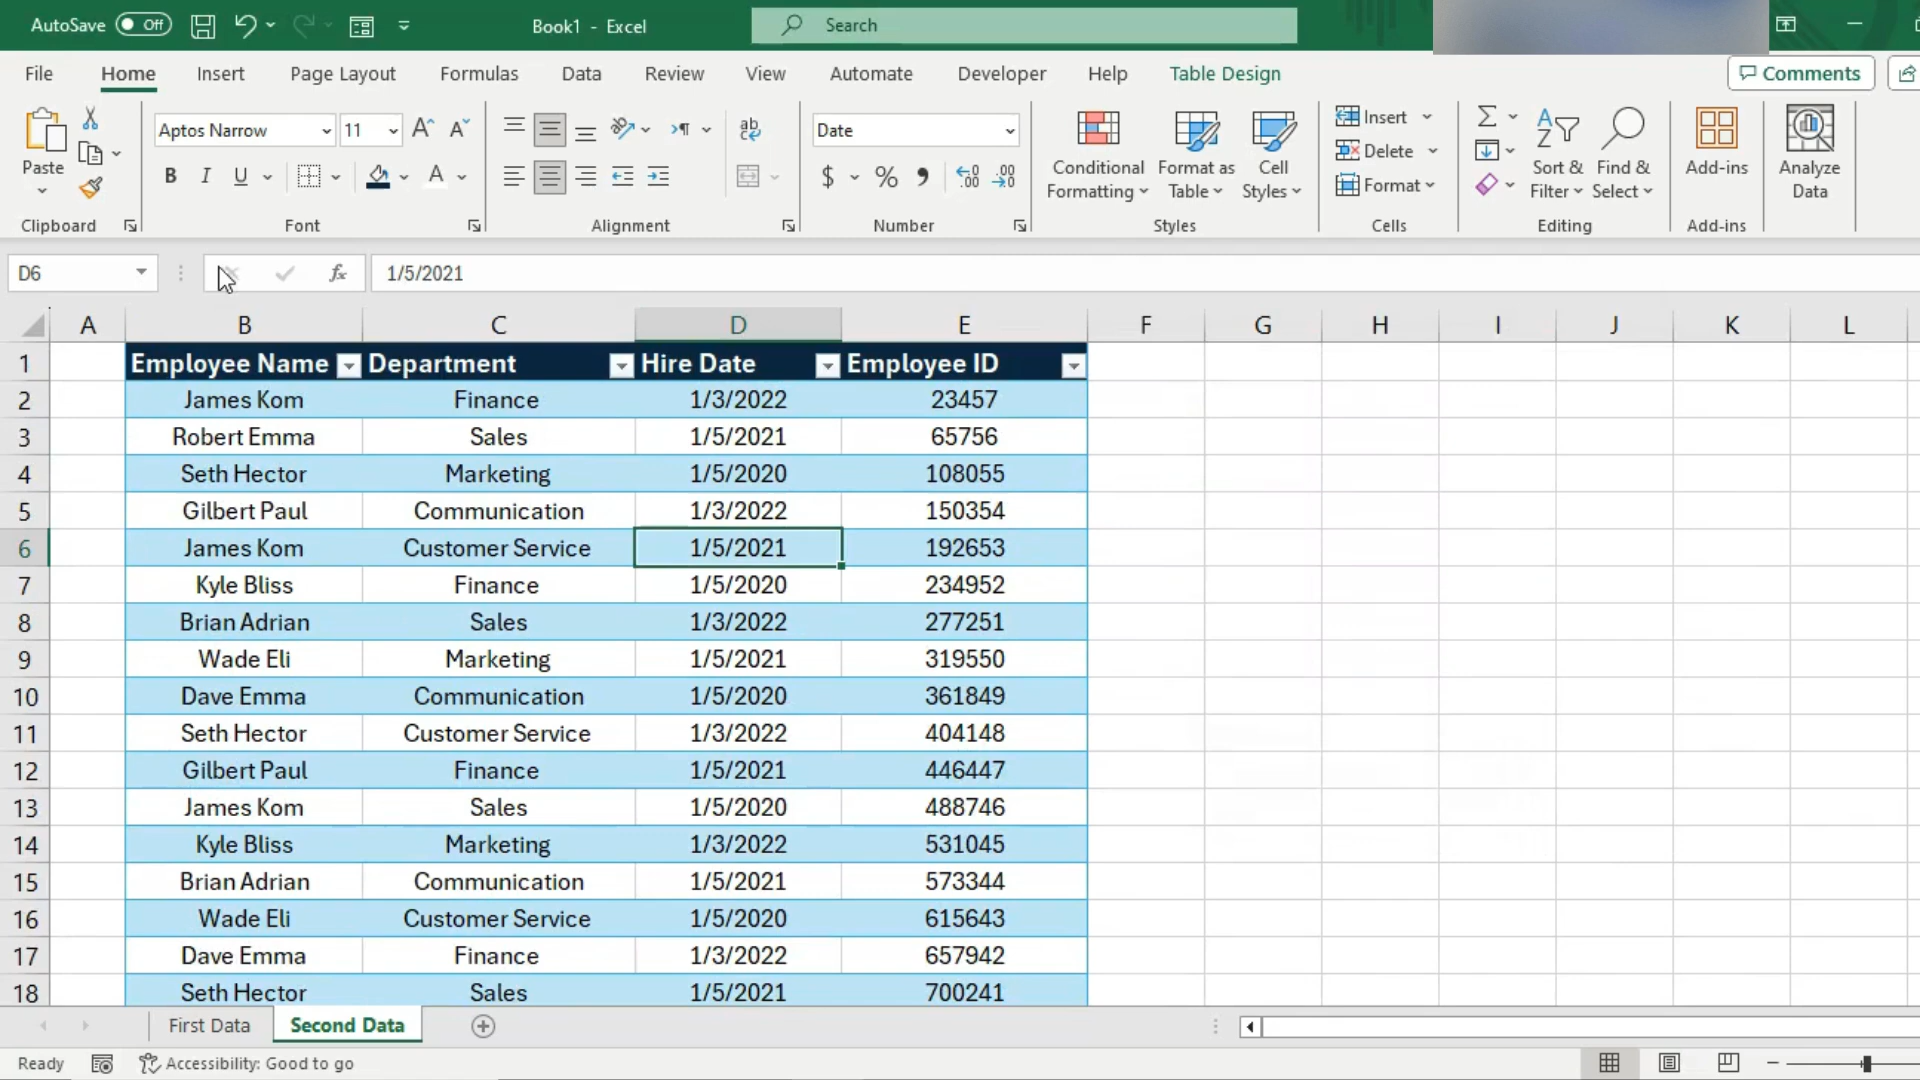 AutoSave Off Book1 - Excel Search
File Home Insert Page Layout Formulas Data Review View Automate Developer Help Table Design Comments
Paste Aptos Narrow 11 A^ A˅ ab Date Conditional Formatting Format as Table Cell Styles Insert Delete Format Σ Sort & Filter Find & Select Add-ins Analyze Data
B I U A ¶ $ % 9
Clipboard Font Alignment Number Styles Cells Editing Add-ins
D6 fx 1/5/2021
A B C D E F G H I J K L
1 Employee Name Department Hire Date Employee ID
2 James Kom Finance 1/3/2022 23457
3 Robert Emma Sales 1/5/2021 65756
4 Seth Hector Marketing 1/5/2020 108055
5 Gilbert Paul Communication 1/3/2022 150354
6 James Kom Customer Service 1/5/2021 192653
7 Kyle Bliss Finance 1/5/2020 234952
8 Brian Adrian Sales 1/3/2022 277251
9 Wade Eli Marketing 1/5/2021 319550
10 Dave Emma Communication 1/5/2020 361849
11 Seth Hector Customer Service 1/3/2022 404148
12 Gilbert Paul Finance 1/5/2021 446447
13 James Kom Sales 1/5/2020 488746
14 Kyle Bliss Marketing 1/3/2022 531045
15 Brian Adrian Communication 1/5/2021 573344
16 Wade Eli Customer Service 1/5/2020 615643
17 Dave Emma Finance 1/3/2022 657942
18 Seth Hector Sales 1/5/2021 700241
First Data Second Data
Ready Accessibility: Good to go